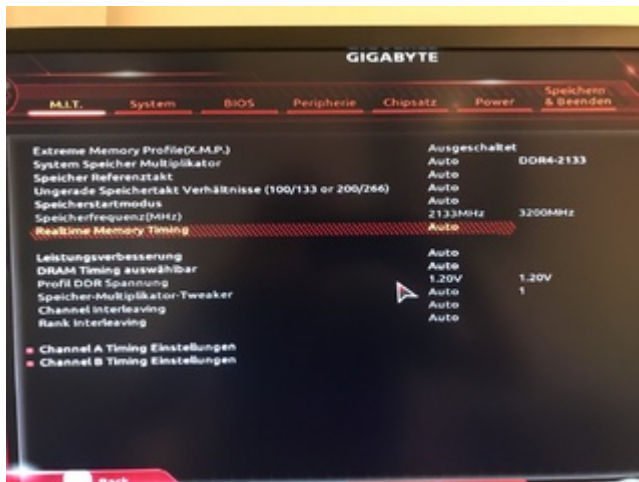 GIGABYTE
M.I.T. System BIOS Peripherie Chipsatz Power Speichern & Beenden
Extreme Memory Profile(X.M.P.) Ausgeschaltet
System Speicher Multiplikator Auto DDR4-2133
Speicher Referenztakt Auto
Ungerade Speichertakt Verhältnisse (100/133 or 200/266) Auto
Speicherstartmodus Auto
Speicherfrequenz(MHz) 2133MHz 3200MHz
Realtime Memory Timing Auto
Leistungsverbesserung Auto
DRAM Timing auswählbar Auto
Profil DDR Spannung 1.20V 1.20V
Speicher-Multiplikator-Tweaker Auto 1
Channel Interleaving Auto
Rank Interleaving Auto
Channel A Timing Einstellungen
Channel B Timing Einstellungen
Back